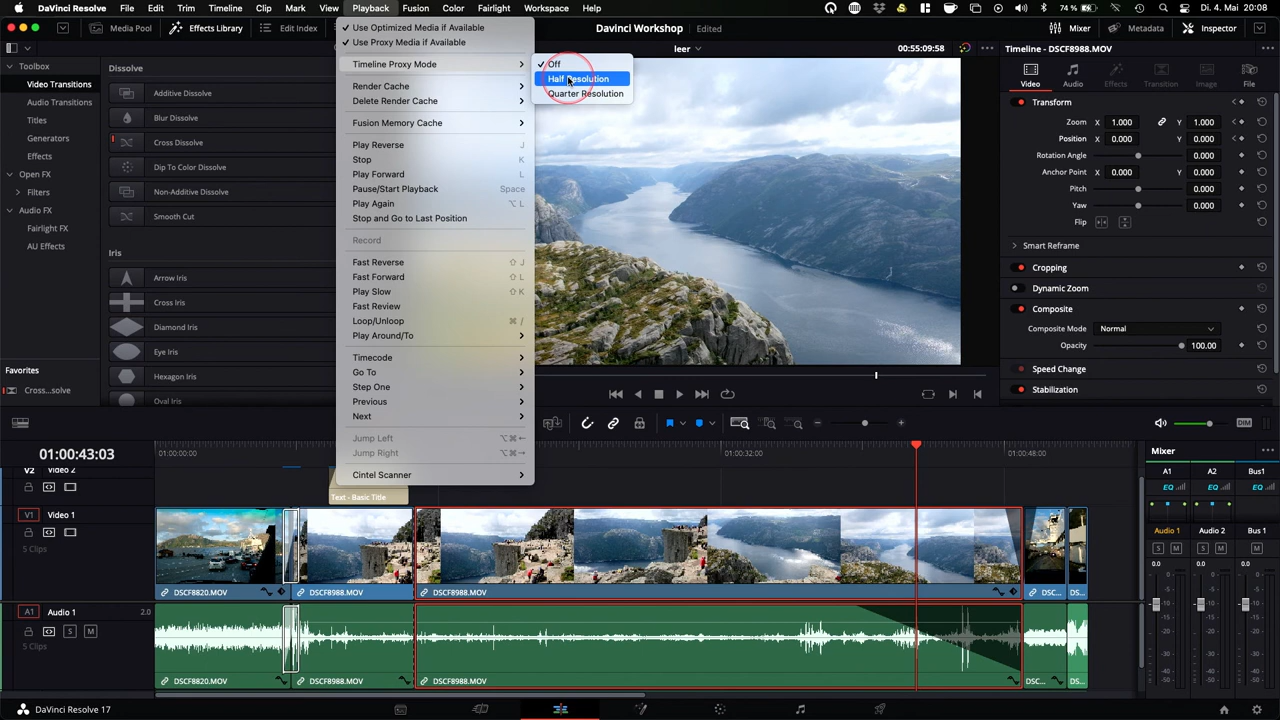 DaVinci Resolve File Edit Trim Timeline Clip Mark View Playback Fusion Color Fairlight Workspace Help Di. 4. Mai 20:08
Media Pool Effects Library Edit Index DaVinci Workshop Edited Mixer Metadata Inspector
leer 00:55:09:58 Timeline - DSCF8988.MOV
Toolbox
Video Transitions
Audio Transitions
Titles
Generators
Effects
Open FX
Filters
Audio FX
Fairlight FX
AU Effects
Favorites
Cross...solve
Dissolve
Additive Dissolve
Blur Dissolve
Cross Dissolve
Dip To Color Dissolve
Non-Additive Dissolve
Smooth Cut
Iris
Arrow Iris
Cross Iris
Diamond Iris
Eye Iris
Hexagon Iris
Oval Iris
Use Optimized Media if Available
Use Proxy Media if Available
Timeline Proxy Mode
Render Cache
Delete Render Cache
Fusion Memory Cache
Play Reverse J
Stop K
Play Forward L
Pause/Start Playback Space
Play Again ⌥ L
Stop and Go to Last Position
Record
Fast Reverse ⇧ J
Fast Forward ⇧ L
Play Slow ⇧ K
Fast Review
Loop/Unloop ⌘ /
Play Around/To
Timecode
Go To
Step One
Previous
Next
Jump Left ⌥⌘←
Jump Right ⌥⌘→
Cintel Scanner
Off
Half Resolution
Quarter Resolution
Video Audio Effects Transition Image File
Transform
Zoom X 1.000 Y 1.000
Position X 0.000 Y 0.000
Rotation Angle 0.000
Anchor Point X 0.000 Y 0.000
Pitch 0.000
Yaw 0.000
Flip
Smart Reframe
Cropping
Dynamic Zoom
Composite
Composite Mode Normal
Opacity 100.00
Speed Change
Stabilization
DIM
01:00:43:03
01:00:00:00 01:00:32:00 01:00:48:00
V2 Video 2
Text - Basic Title
V1 Video 1
5 Clips
DSCF8820.MOV DSCF8988.MOV DSCF8988.MOV DSC... DS...
A1 Audio 1 2.0
S M
5 Clips
DSCF8820.MOV DSCF8988.MOV DSCF8988.MOV DSC... DS...
Mixer
A1 A2 Bus1
EQ EQ EQ
Audio 1 Audio 2 Bus 1
S M S M M
0.0 0.0 0.0
DaVinci Resolve 17